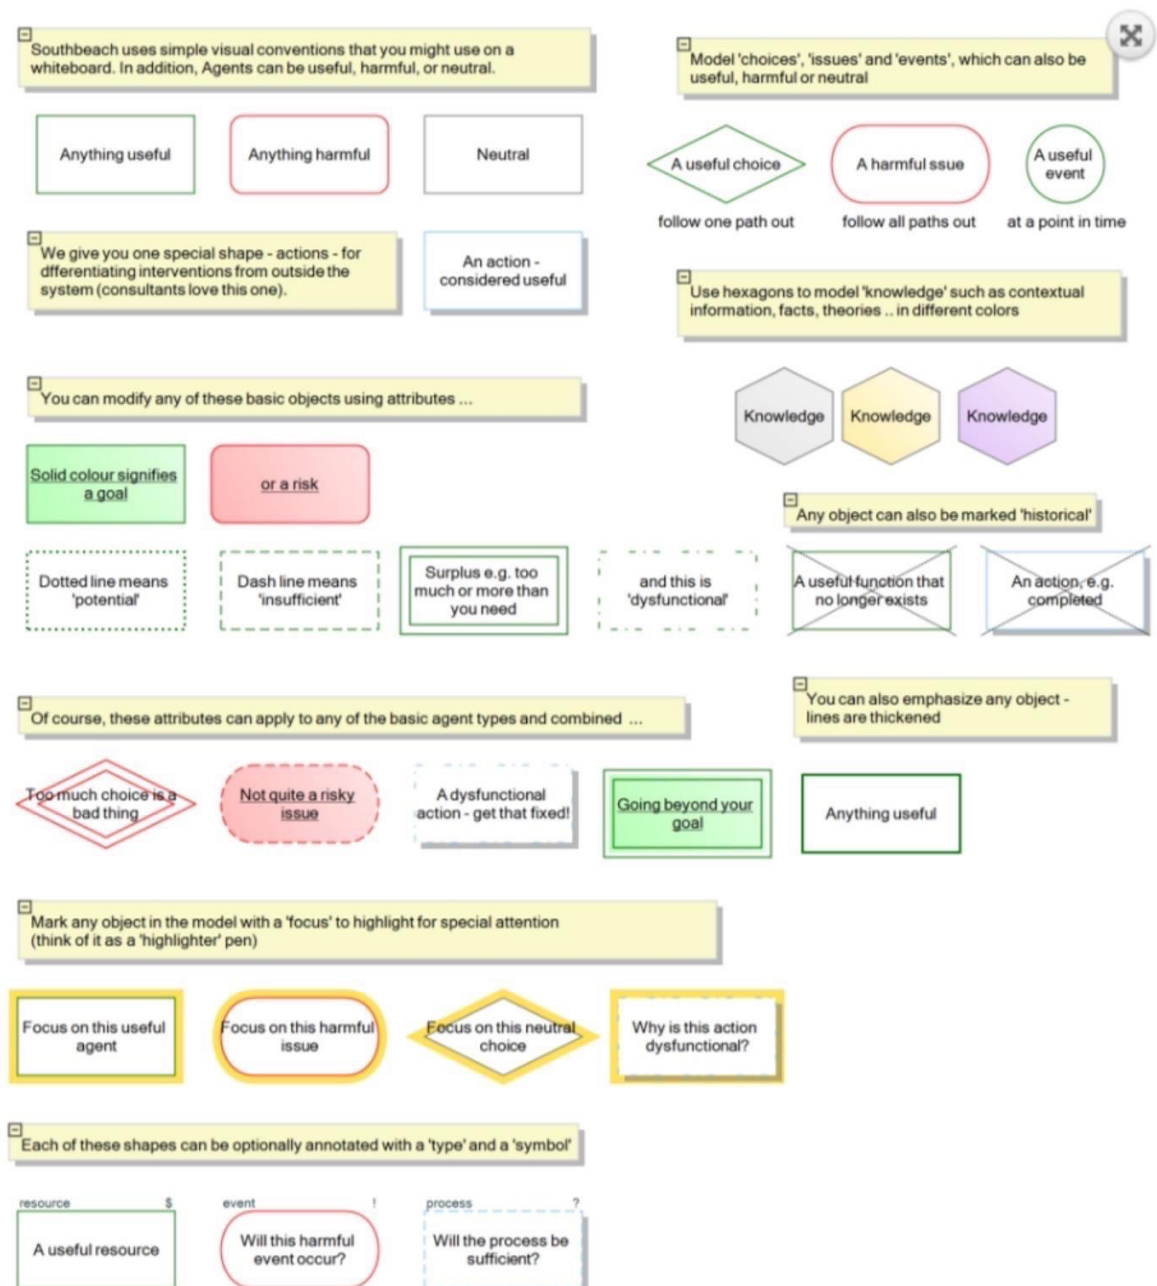 Southbeach uses simple visual conventions that you might use on a
whiteboard. In addition, Agents can be useful, harmful, or neutral.
Model 'choices', 'issues' and 'events', which can also be
useful, harmful or neutral
Anything useful
Anything harmful
Neutral
A useful choice
A harmful ssue
A useful
event
follow one path out
follow all paths out
at a point in time
We give you one special shape - actions - for
dfferentiating interventions from outside the
system (consultants love this one).
An action -
considered useful
Use hexagons to model 'knowledge' such as contextual
information, facts, theories .. in different colors
Knowledge
Knowledge
Knowledge
You can modify any of these basic objects using attributes ...
Solid colour signifies
a goal
or a risk
Any object can also be marked 'historical'
Dotted line means
'potential'
Dash line means
'insufficient'
Surplus e.g. too
much or more than
you need
and this is
'dysfunctional'
A useful function that
no longer exists
An action, e.g.
completed
Of course, these attributes can apply to any of the basic agent types and combined ...
You can also emphasize any object -
lines are thickened
Too much choice is a
bad thing
Not quite a risky
issue
A dysfunctional
action - get that fixed!
Going beyond your
goal
Anything useful
Mark any object in the model with a 'focus' to highlight for special attention
(think of it as a 'highlighter' pen)
Focus on this useful
agent
Focus on this harmful
issue
Focus on this neutral
choice
Why is this action
dysfunctional?
Each of these shapes can be optionally annotated with a 'type' and a 'symbol'
resource $
A useful resource
event !
Will this harmful
event occur?
process ?
Will the process be
sufficient?